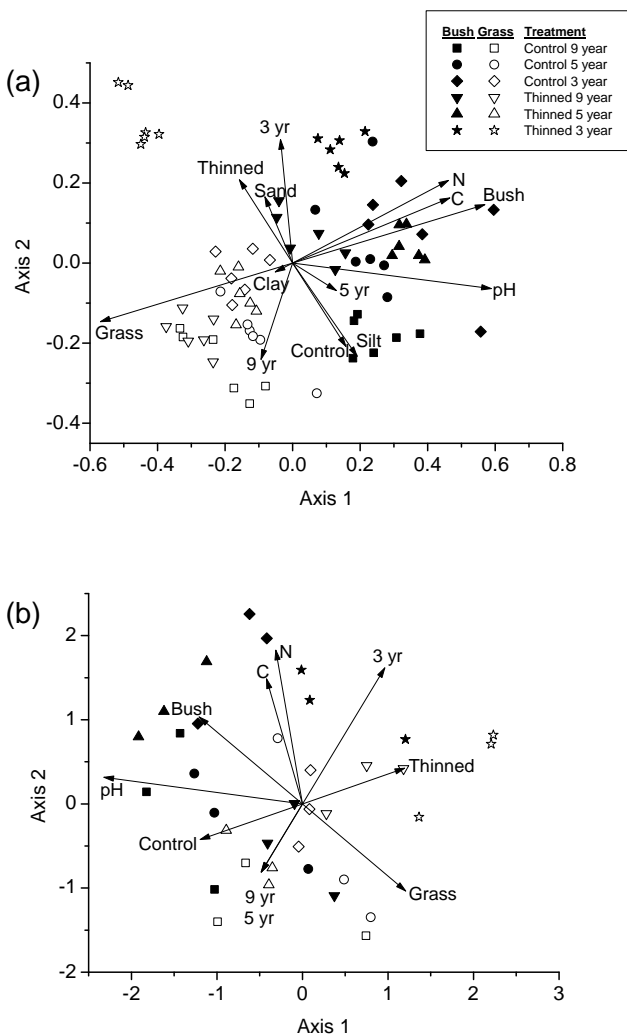 Bush Grass Treatment
Control 9 year
Control 5 year
Control 3 year
Thinned 9 year
Thinned 5 year
Thinned 3 year
(a)
0.4
0.2
0.0
-0.2
-0.4
Axis 2
3 yr
Thinned
Sand
N
C
Bush
Clay
5 yr
pH
Grass
Control
Silt
9 yr
-0.6 -0.4 -0.2 0.0 0.2 0.4 0.6 0.8
Axis 1
(b)
2
1
0
-1
-2
Axis 2
N
3 yr
C
Bush
Thinned
pH
Control
Grass
9 yr
5 yr
-2 -1 0 1 2 3
Axis 1